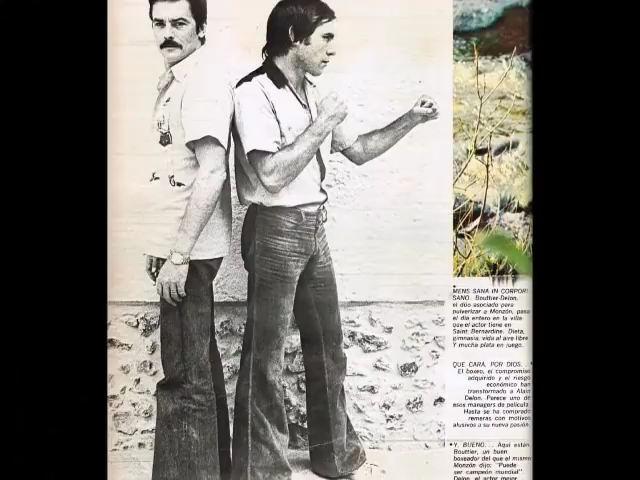 MENS SANA IN CORPORE
SANO. Bouttier-Delon,
el dúo asociado para
pulverizar a Monzón, pasa
el día entero en la villa
que el actor tiene en
Saint Bernardine. Dieta,
gimnasia, vida al aire libre.
Y mucha plata en juego.
QUE CARA, POR DIOS...
El boxeo, el compromiso
adquirido y el riesgo
económico han
transformado a Alain
Delon. Parece uno de
esos managers de película.
Hasta se ha comprado
remeras con motivos
alusivos a su nueva pasión.
Y, BUENO... Aquí están.
Bouttier, un buen
boxeador del que el mismo
Monzón dijo: "Puede
ser campeón mundial"
Delon, el actor mejor